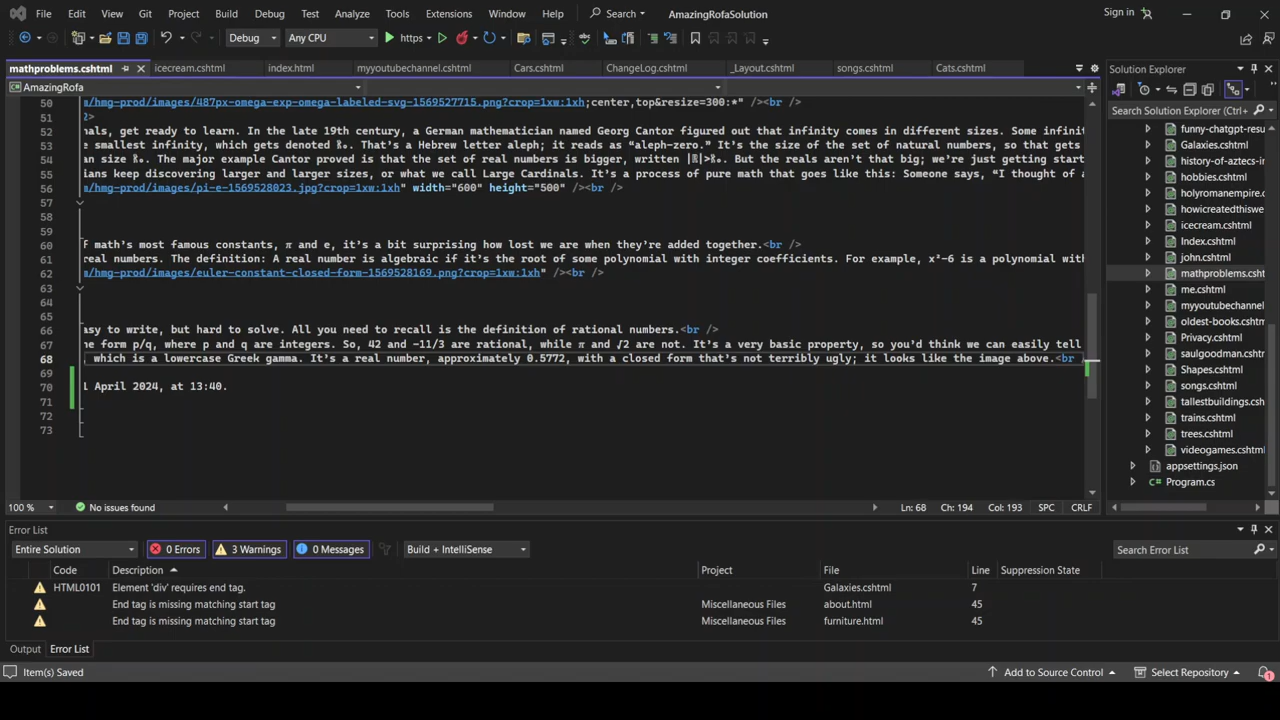 File Edit View Git Project Build Debug Test Analyze Tools Extensions Window Help Search AmazingRofaSolution Sign in
Debug Any CPU https
mathproblems.cshtml icecream.cshtml index.html myyoutubechannel.cshtml Cars.cshtml ChangeLog.cshtml _Layout.cshtml songs.cshtml Cats.cshtml
AmazingRofa
50 m/hmg-prod/images/487px-omega-exp-omega-labeled-svg-1569527715.png?crop=1xw:1xh;center,top&resize=300:*" /><br />
51 2>
52 nals, get ready to learn. In the late 19th century, a German mathematician named Georg Cantor figured out that infinity comes in different sizes. Some infinit
53 e smallest infinity, which gets denoted ℵ₀. That's a Hebrew letter aleph; it reads as “aleph-zero.” It's the size of the set of natural numbers, so that gets
54 an size ℵ₀. The major example Cantor proved is that the set of real numbers is bigger, written |ℝ|>ℵ₀. But the reals aren't that big; we're just getting start
55 ians keep discovering larger and larger sizes, or what we call Large Cardinals. It's a process of pure math that goes like this: Someone says, “I thought of a
56 m/hmg-prod/images/pi-e-1569528023.jpg?crop=1xw:1xh" width="600" height="500" /><br />
57
58
59
60 f math's most famous constants, π and e, it's a bit surprising how lost we are when they're added together.<br />
61 real numbers. The definition: A real number is algebraic if it's the root of some polynomial with integer coefficients. For example, x²-6 is a polynomial wit
62 m/hmg-prod/images/euler-constant-closed-form-1569528169.png?crop=1xw:1xh" /><br />
63
64
65
66 asy to write, but hard to solve. All you need to recall is the definition of rational numbers.<br />
67 he form p/q, where p and q are integers. So, 42 and -11/3 are rational, while π and √2 are not. It's a very basic property, so you'd think we can easily tell
68 , which is a lowercase Greek gamma. It's a real number, approximately 0.5772, with a closed form that's not terribly ugly; it looks like the image above.<br /
69
70 1 April 2024, at 13:40.
71
72
73
100 % No issues found Ln: 68 Ch: 194 Col: 193 SPC CRLF
Solution Explorer
Search Solution Explorer (Ctrl+
funny-chatgpt-resu
Galaxies.cshtml
history-of-aztecs-i
hobbies.cshtml
holyromanempire.c
howicreatedthiswe
icecream.cshtml
Index.cshtml
john.cshtml
mathproblems.csht
me.cshtml
myyoutubechannel
oldest-books.cshtml
Privacy.cshtml
saulgoodman.cshtml
Shapes.cshtml
songs.cshtml
tallestbuildings.csh
trains.cshtml
trees.cshtml
videogames.cshtml
appsettings.json
Program.cs
Error List
Entire Solution 0 Errors 3 Warnings 0 Messages Build + IntelliSense Search Error List
Code Description Project File Line Suppression State
HTML0101 Element 'div' requires end tag. Galaxies.cshtml 7
End tag is missing matching start tag Miscellaneous Files about.html 45
End tag is missing matching start tag Miscellaneous Files furniture.html 45
Output Error List
Item(s) Saved Add to Source Control Select Repository 1